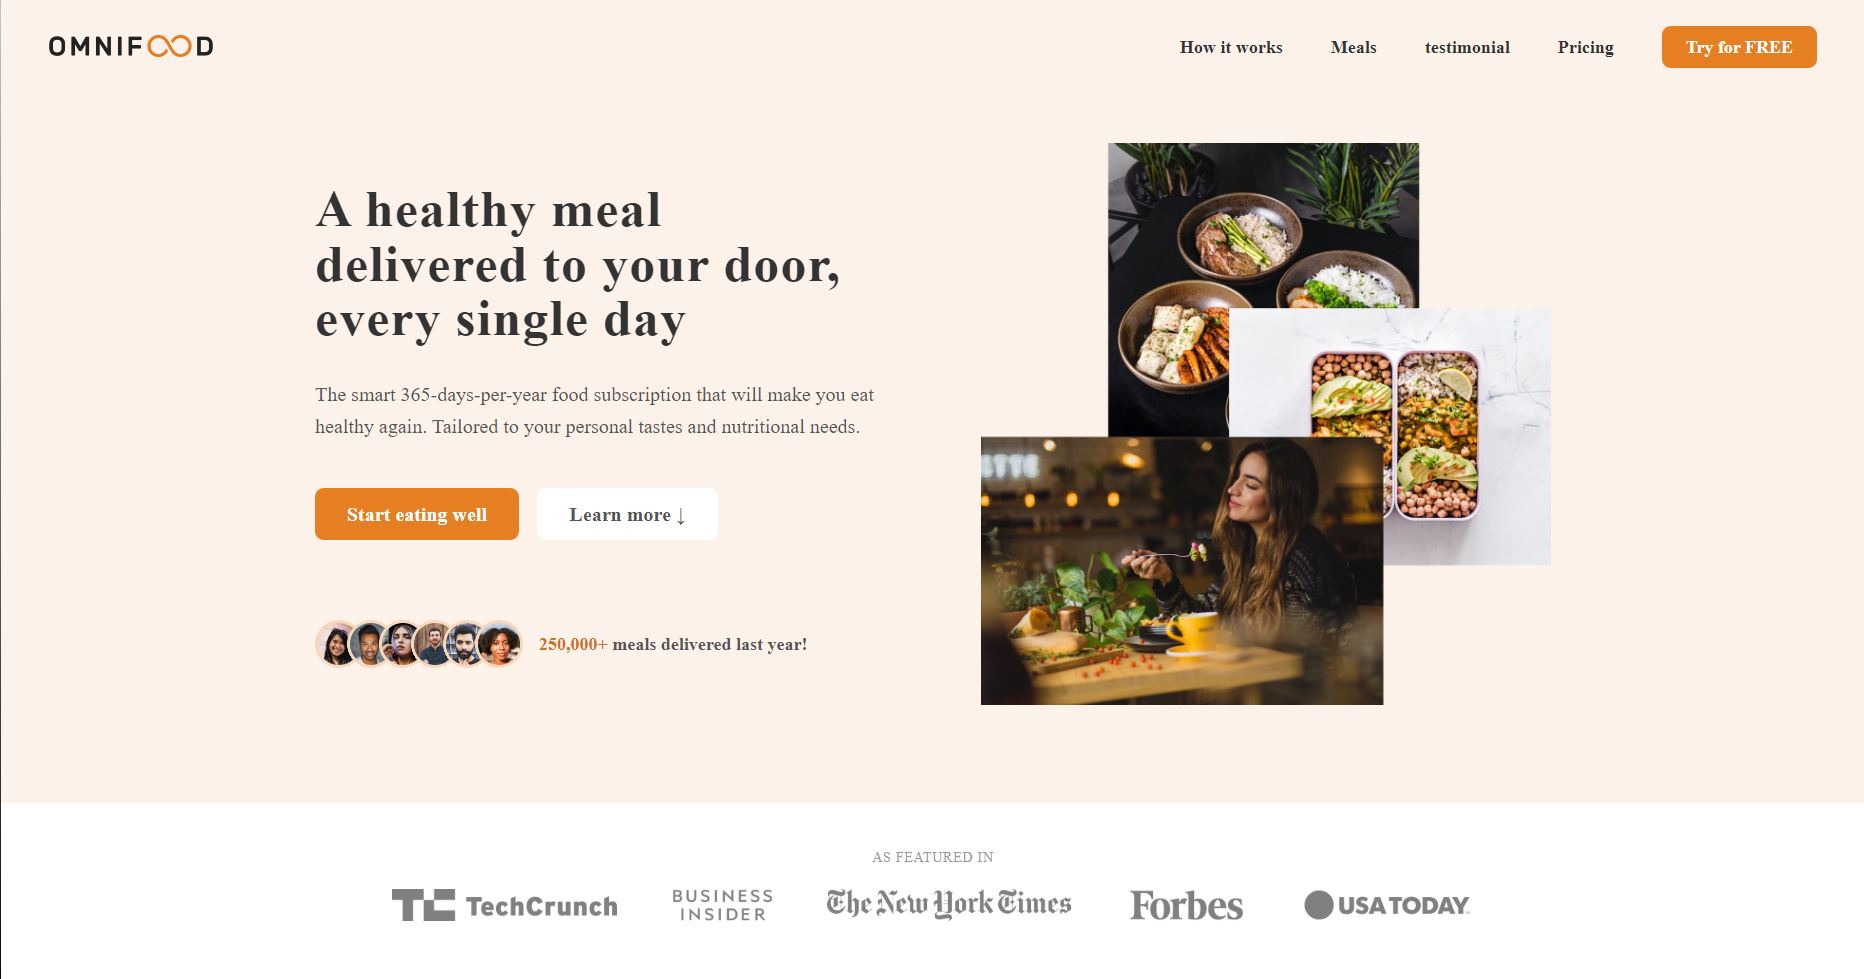 OMNIFOOD
How it works
Meals
testimonial
Pricing
Try for FREE
A healthy meal
delivered to your door,
every single day
The smart 365-days-per-year food subscription that will make you eat
healthy again. Tailored to your personal tastes and nutritional needs.
Start eating well
Learn more ↓
250,000+ meals delivered last year!
ETTE
AS FEATURED IN
TC TechCrunch
BUSINESS
INSIDER
The New York Times
Forbes
USA TODAY